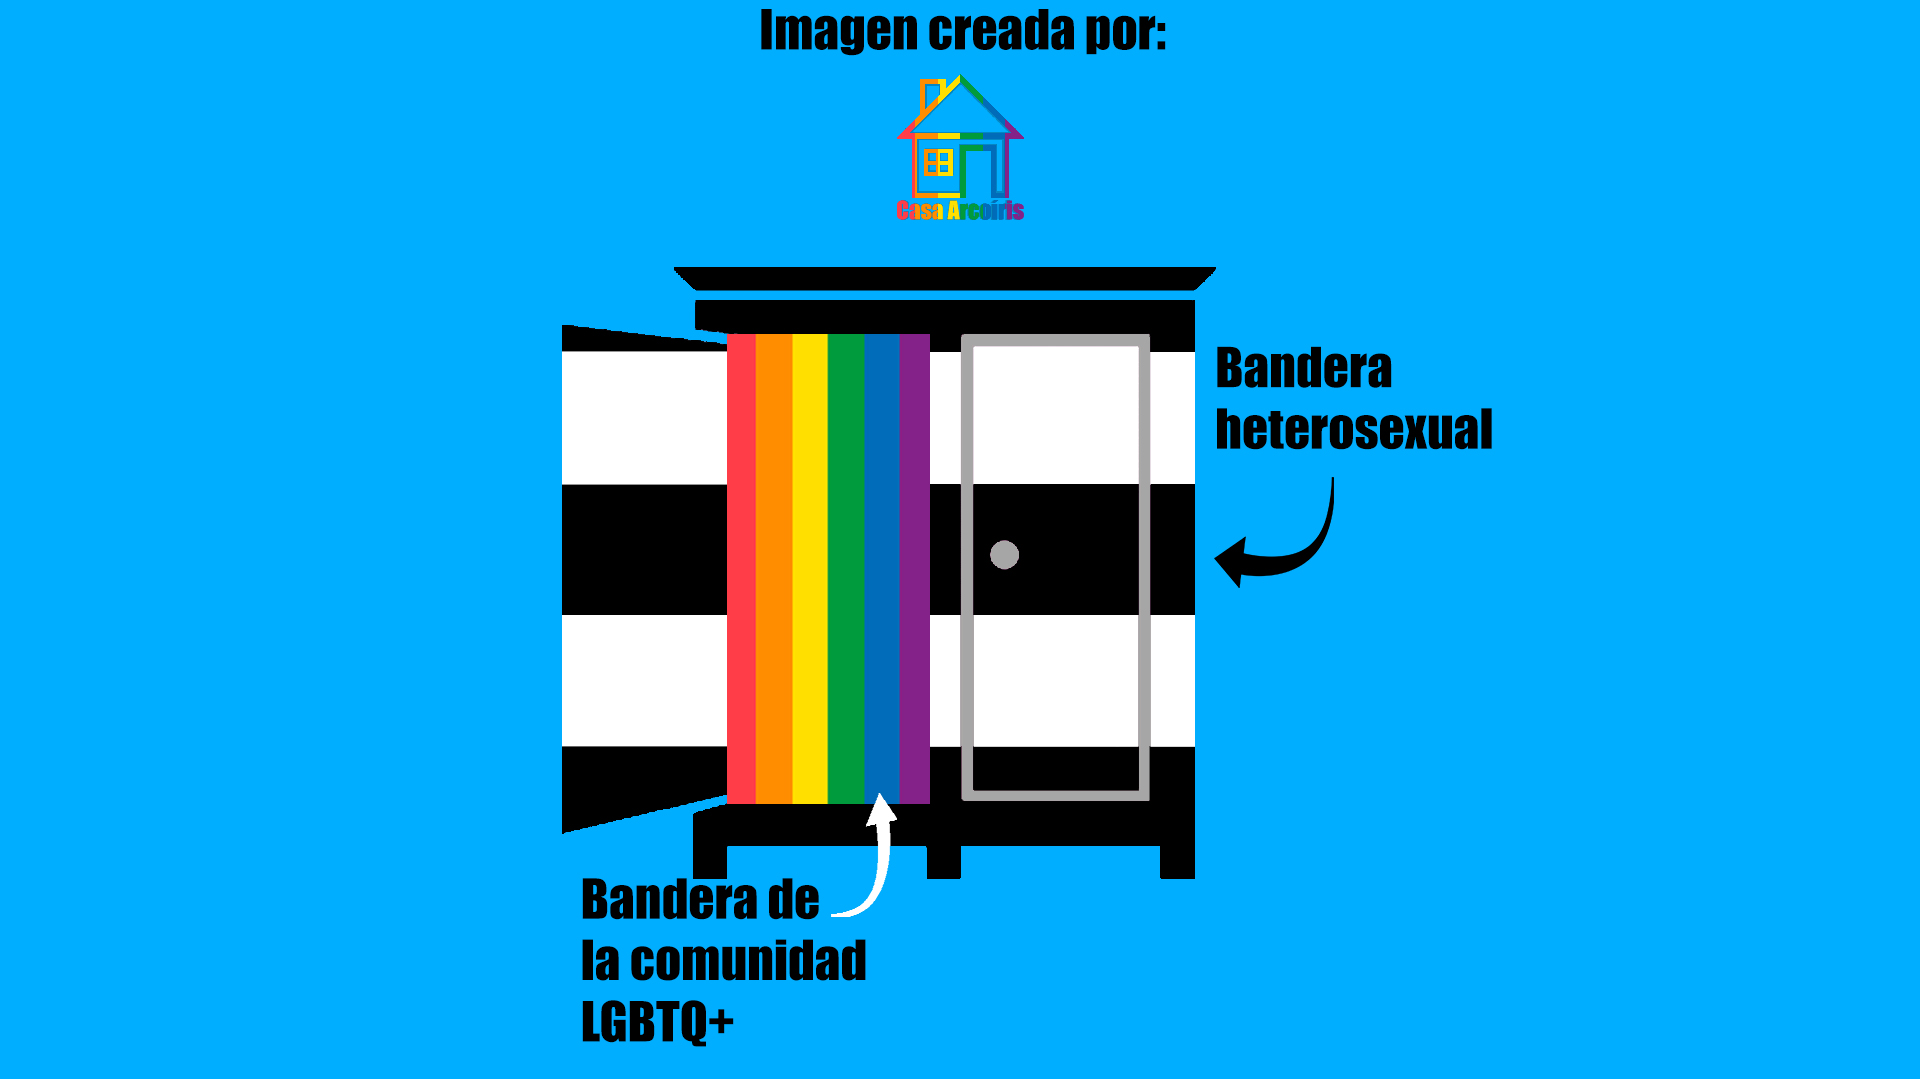 Imagen creada por:
Casa Arcoíris
Bandera
heterosexual
Bandera de
la comunidad
LGBTQ+